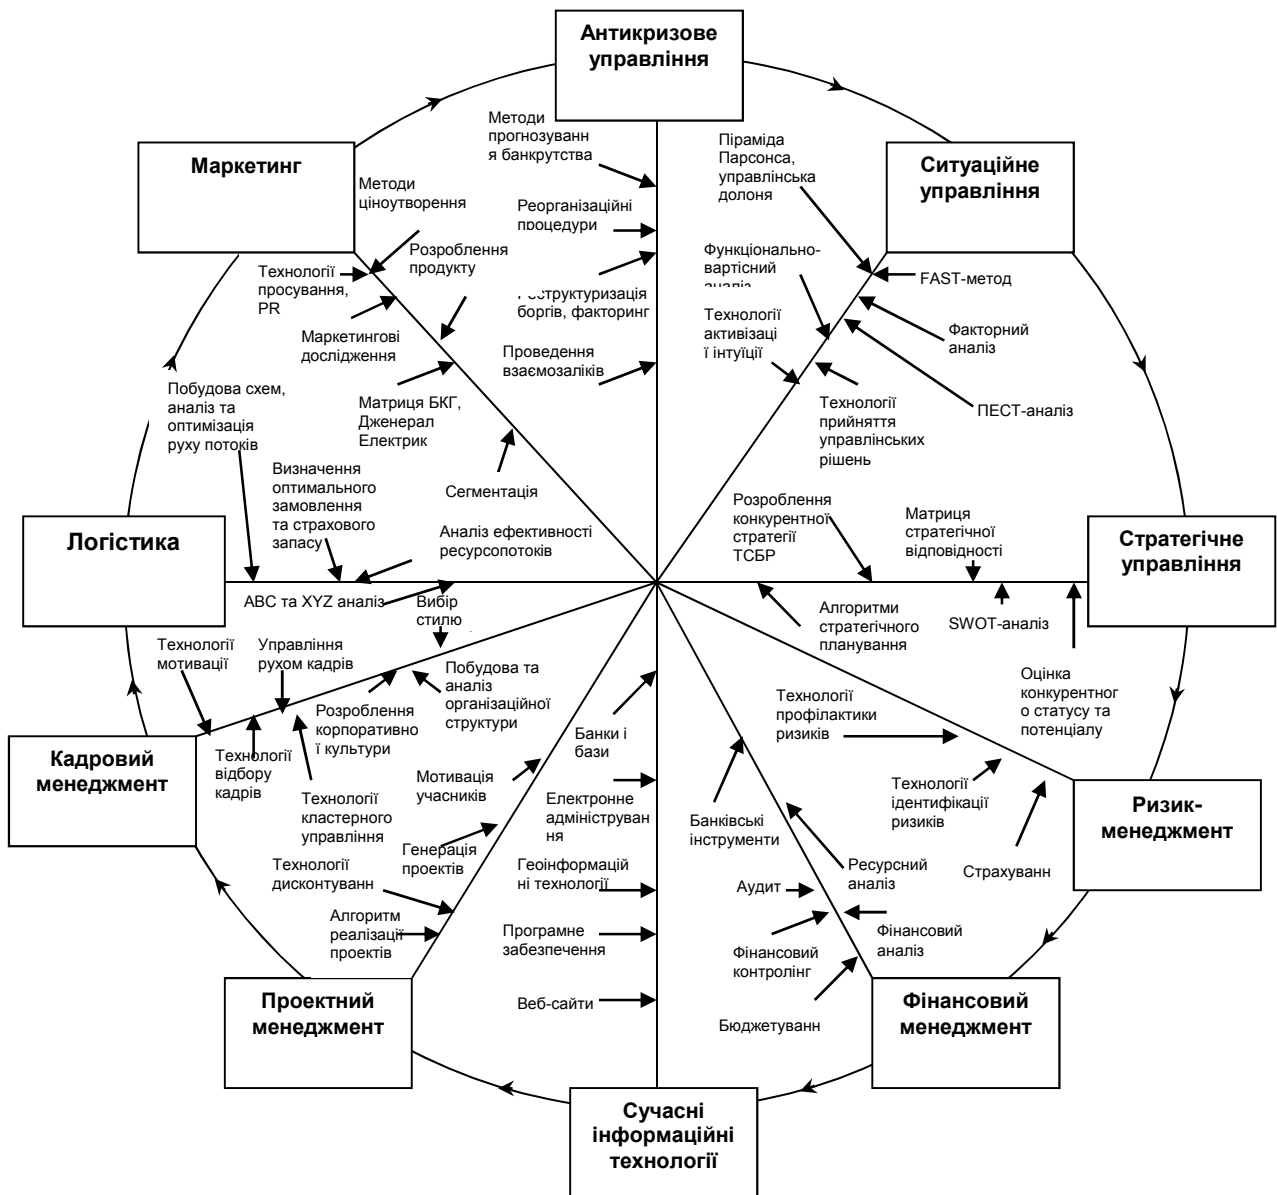 Антикризове
управління
Ситуаційне
управління
Стратегічне
управління
Ризик-
менеджмент
Фінансовий
менеджмент
Сучасні
інформаційні
технології
Проектний
менеджмент
Кадровий
менеджмент
Логістика
Маркетинг
Методи
прогнозуванн
я банкрутства
Реорганізаційні
процедури
Реструктуризація
боргів, факторинг
Проведення
взаємозаліків
Піраміда
Парсонса,
управлінська
долоня
Функціонально-
вартісний
аналіз
Технології
активізаці
ї інтуїції
FAST-метод
Факторний
аналіз
ПЕСТ-аналіз
Технології
прийняття
управлінських
рішень
Розроблення
конкурентної
стратегії
ТСБР
Матриця
стратегічної
відповідності
Алгоритми
стратегічного
планування
SWOT-аналіз
Оцінка
конкурентног
о статусу та
потенціалу
Технології
профілактики
ризиків
Технології
ідентифікації
ризиків
Страхуванн
Банківські
інструменти
Ресурсний
аналіз
Аудит
Фінансовий
аналіз
Фінансовий
контролінг
Бюджетуванн
Банки і
бази
Електронне
адмініструван
ня
Геоінформацій
ні технології
Програмне
забезпечення
Веб-сайти
Мотивація
учасників
Генерація
проектів
Технології
дисконтуванн
Алгоритм
реалізації
проектів
Вибір
стилю
Побудова та
аналіз
організаційної
структури
Розроблення
корпоративно
ї культури
Управління
рухом кадрів
Технології
мотивації
Технології
відбору
кадрів
Технології
кластерного
управління
Побудова схем,
аналіз та
оптимізація
руху потоків
Визначення
оптимального
замовлення
та страхового
запасу
Аналіз ефективності
ресурсопотоків
АВС та XYZ аналіз
Методи
ціноутворення
Розроблення
продукту
Технології
просування,
PR
Маркетингові
дослідження
Матриця БКГ,
Дженерал
Електрик
Сегментація